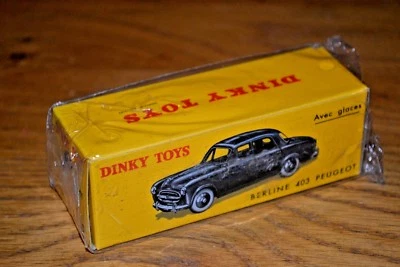 DINKY TOYS
Avec glaces
DINKY TOYS
BERLINE 403 PEUGEOT